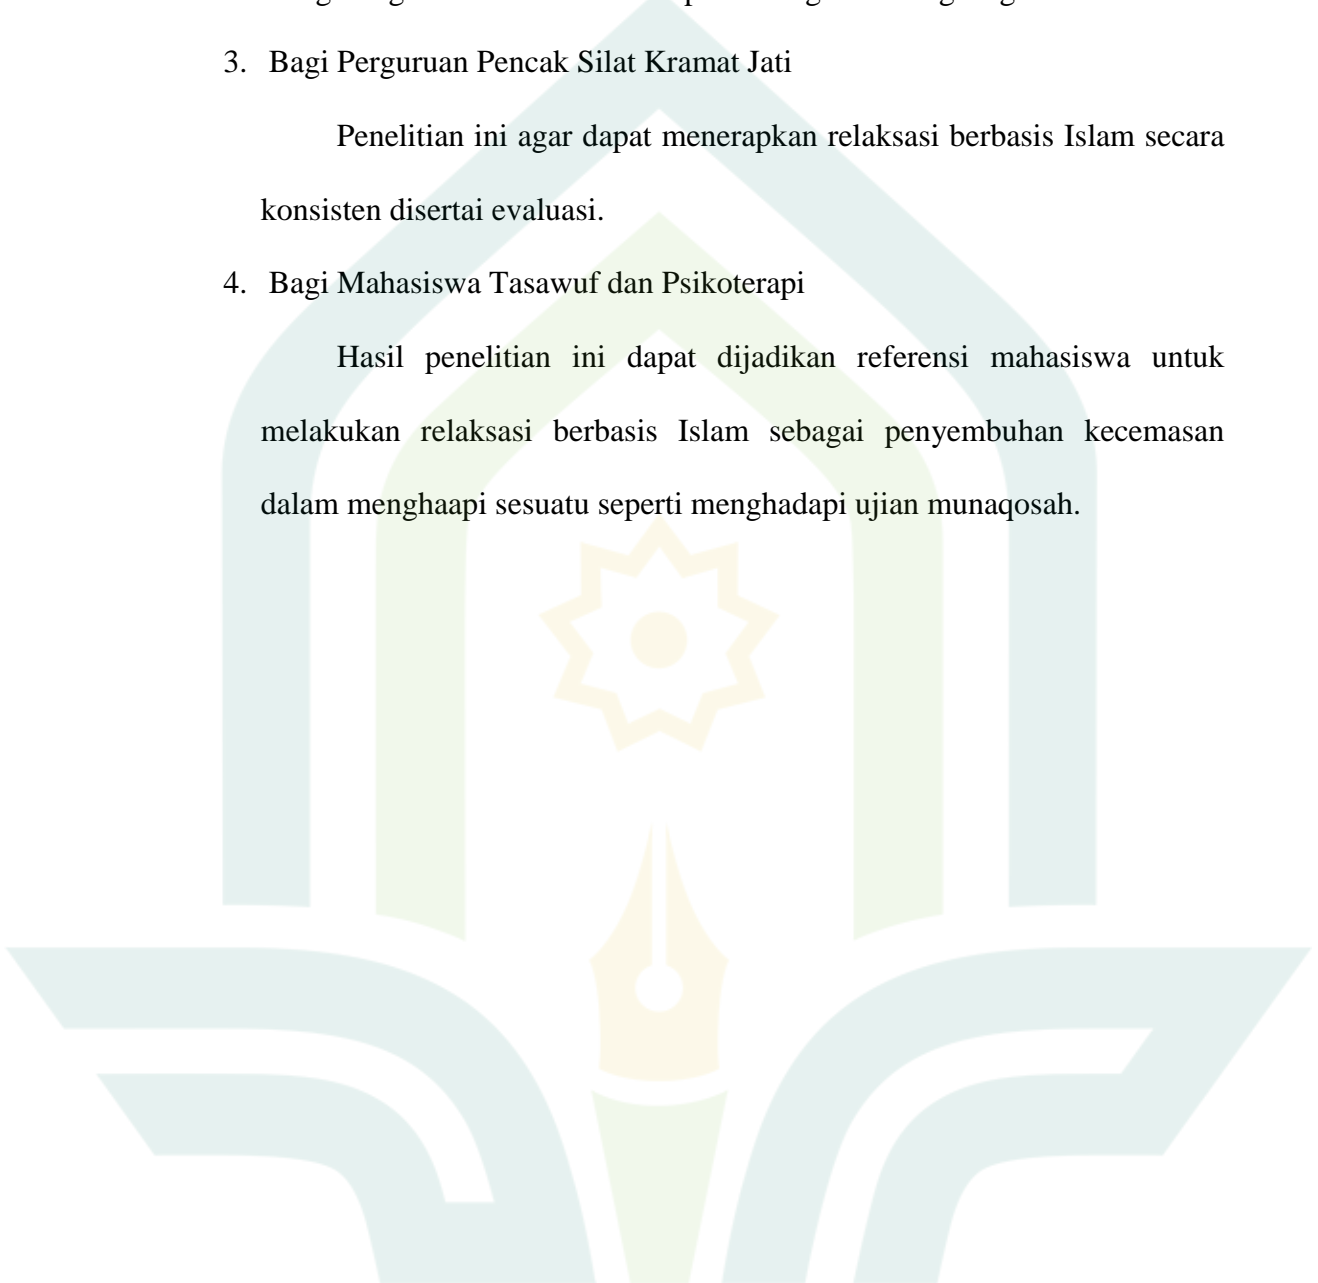 3. Bagi Perguruan Pencak Silat Kramat Jati
Penelitian ini agar dapat menerapkan relaksasi berbasis Islam secara
konsisten disertai evaluasi.
4. Bagi Mahasiswa Tasawuf dan Psikoterapi
Hasil penelitian ini dapat dijadikan referensi mahasiswa untuk
melakukan relaksasi berbasis Islam sebagai penyembuhan kecemasan
dalam menghaapi sesuatu seperti menghadapi ujian munaqosah.